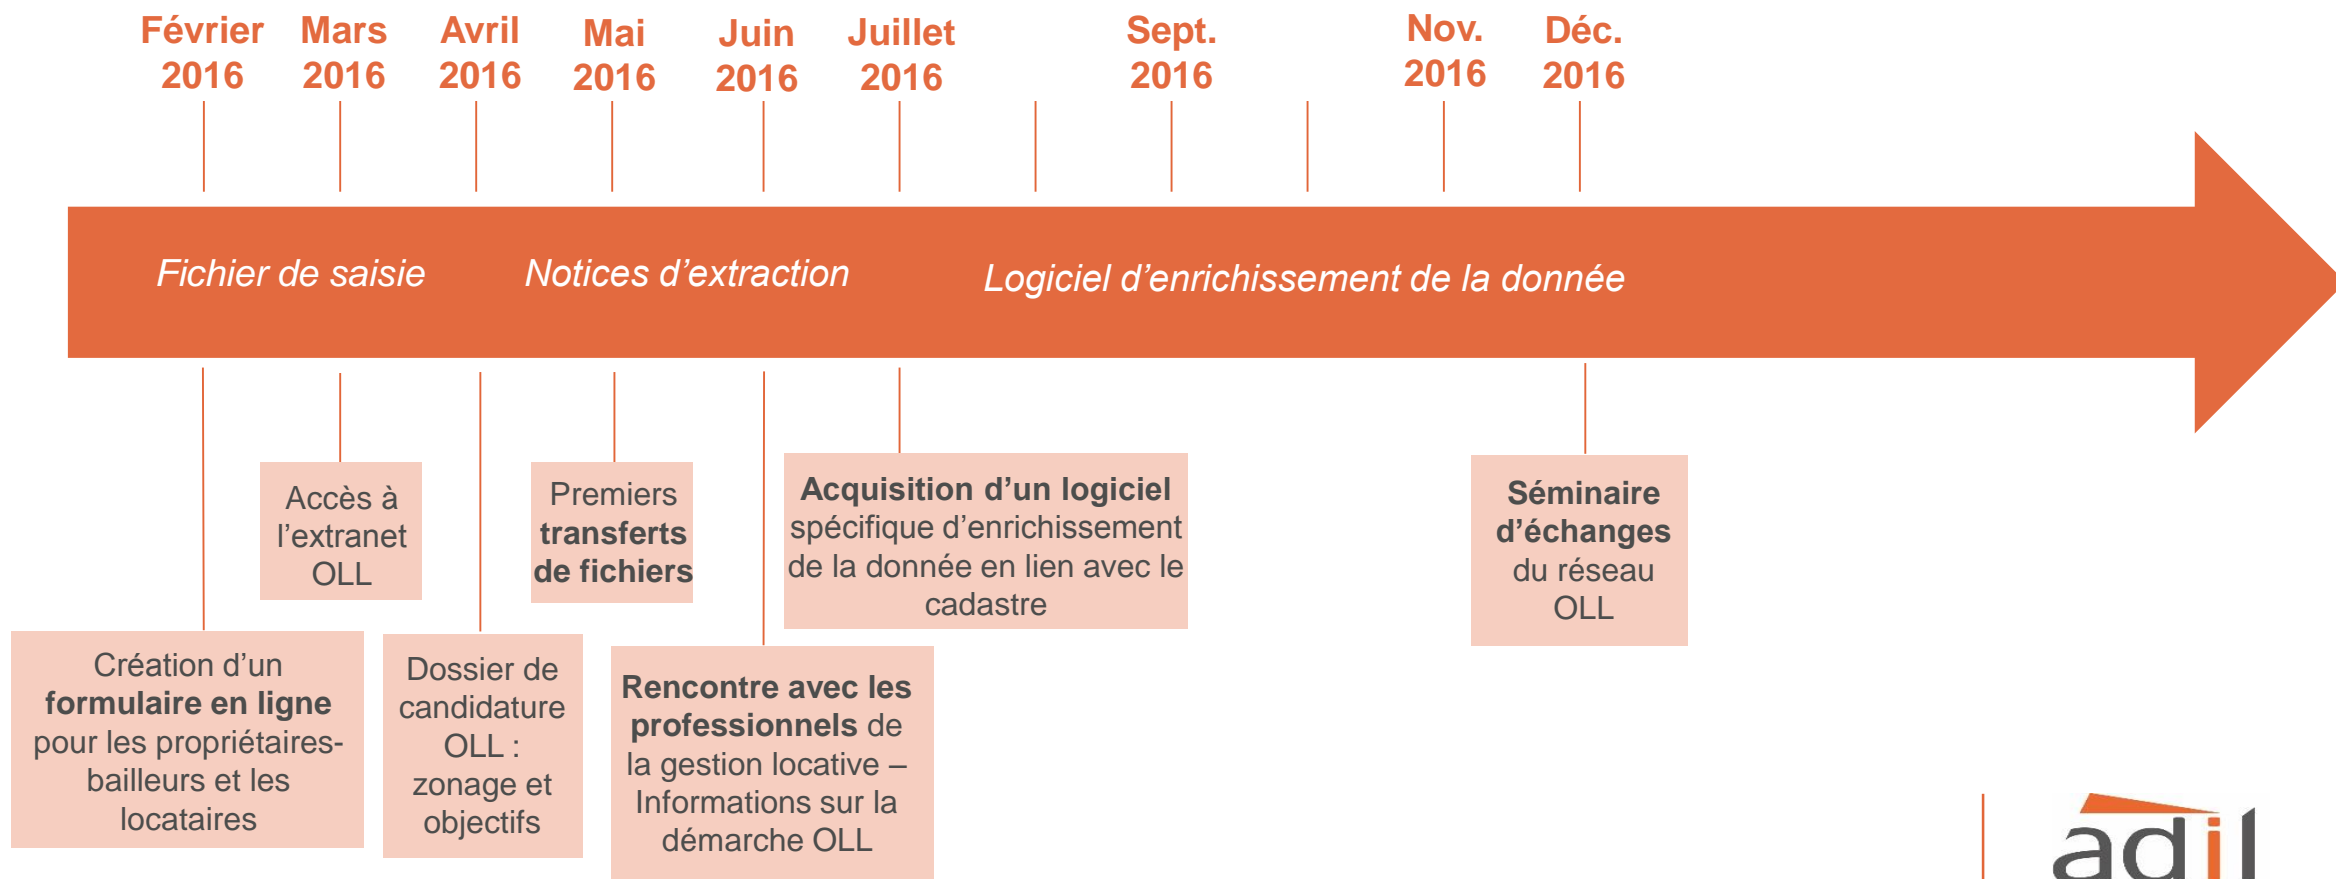 Février
2016
Mars
2016
Avril
2016
Mai
2016
Juin
2016
Juillet
2016
Sept.
2016
Nov.
2016
Déc.
2016
Fichier de saisie
Notices d’extraction
Logiciel d’enrichissement de la donnée
Création d’un
formulaire en ligne
pour les propriétaires-
bailleurs et les
locataires
Accès à
l’extranet
OLL
Dossier de
candidature
OLL :
zonage et
objectifs
Premiers
transferts
de fichiers
Rencontre avec les
professionnels de
la gestion locative –
Informations sur la
démarche OLL
Acquisition d’un logiciel
spécifique d’enrichissement
de la donnée en lien avec le
cadastre
Séminaire
d’échanges
du réseau
OLL
adil